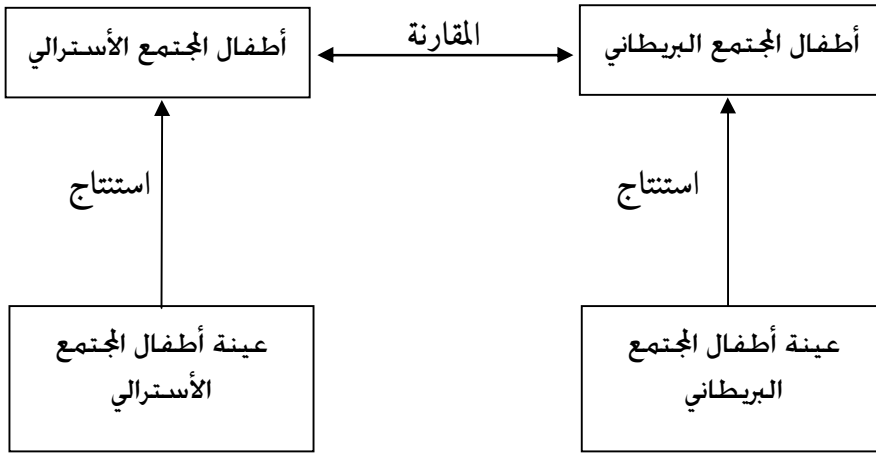 أطفال المجتمع البريطاني
المقارنة
أطفال المجتمع الأسترالي
استنتاج
استنتاج
عينة أطفال المجتمع
البريطاني
عينة أطفال المجتمع
الأسترالي